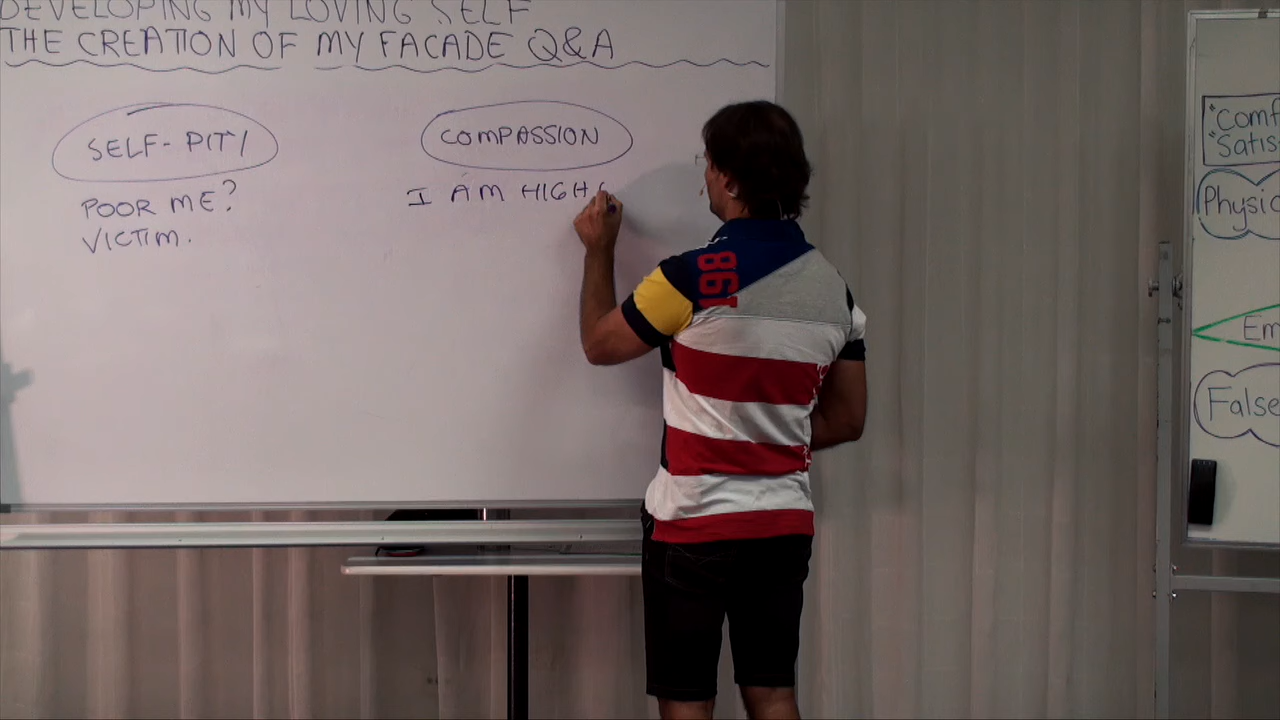 DEVELOPING MY LOVING SELF
THE CREATION OF MY FACADE Q&A
SELF-PITY
POOR ME?
VICTIM.
COMPASSION
I AM HIGH
1981
"Comf
"Satis
Physic
Em
False